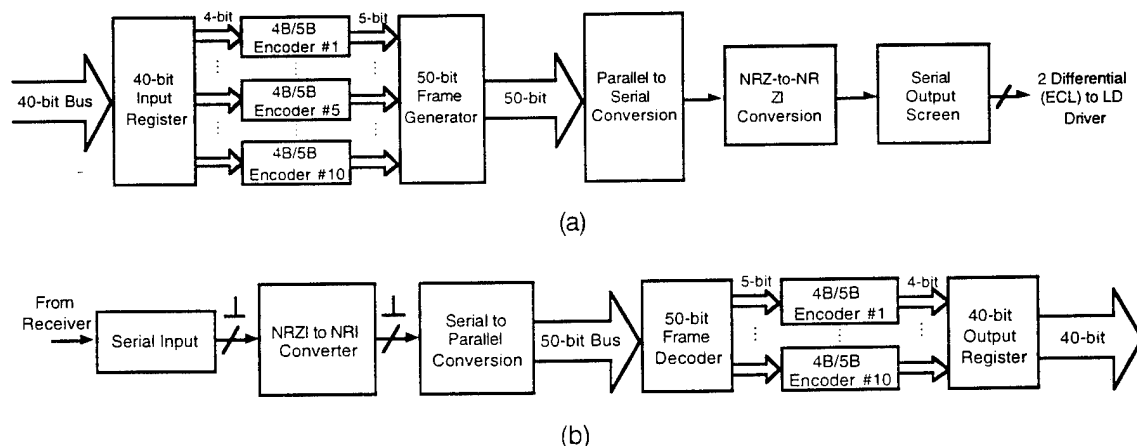 4-bit
5-bit
40-bit Bus
40-bit
Input
Register
4B/5B
Encoder #1
4B/5B
Encoder #5
4B/5B
Encoder #10
50-bit
Frame
Generator
50-bit
Parallel to
Serial
Conversion
NRZ-to-NR
ZI
Conversion
Serial
Output
Screen
2 Differential
(ECL) to LD
Driver
(a)
From
Receiver
Serial Input
NRZI to NRI
Converter
Serial to
Parallel
Conversion
50-bit Bus
50-bit
Frame
Decoder
5-bit
4B/5B
Encoder #1
4B/5B
Encoder #10
4-bit
40-bit
Output
Register
40-bit
(b)